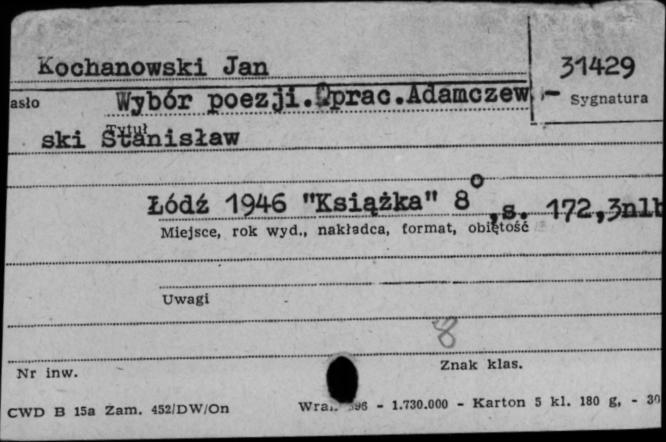 Kochanowski Jan
31429
asło
Wybór poezji.Oprac.Adamczew-
Sygnatura
Tytuł
ski Stanisław
Łódź 1946 "Książka" 8o,s. 172,3nlb
Miejsce, rok wyd., nakładca, format, objętość
Uwagi
8
Nr inw.
Znak klas.
CWD B 15a Zam. 452/DW/On
1.730.000 - Karton 5 kl. 180 g, - 30